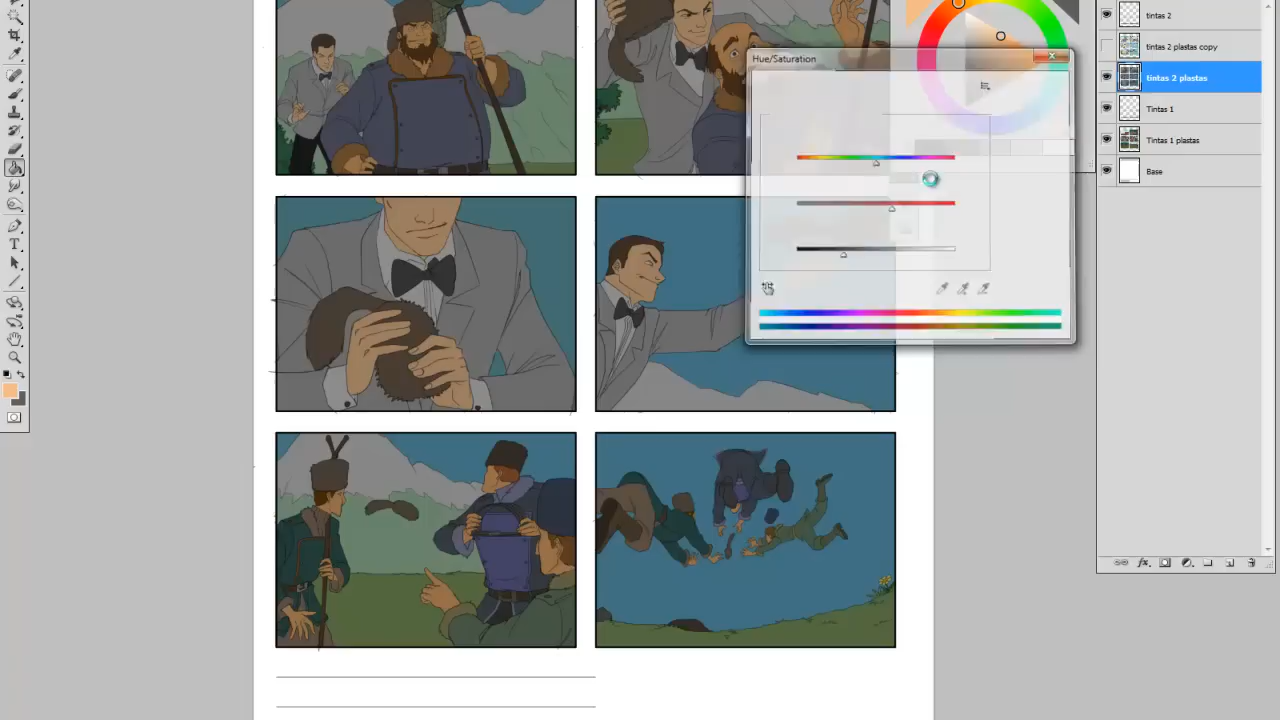 tintas 2
tintas 2 plastas copy
tintas 2 plastas
Tintas 1
Tintas 1 plastas
Base
Hue/Saturation